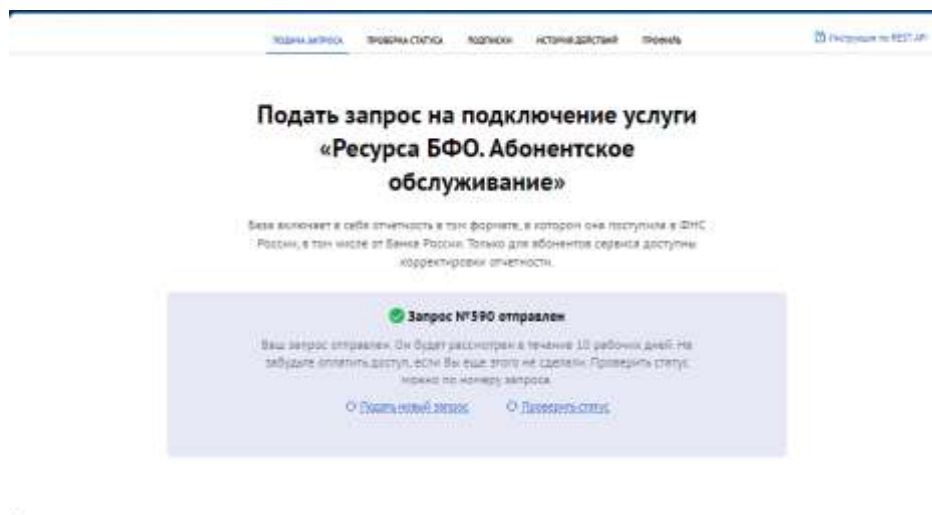 ПОДАЧА ЗАПРОСА ПРОВЕРКА СТАТУСА ПОДПИСКИ ИСТОРИЯ ДЕЙСТВИЙ ПРОФИЛЬ Инструкция по REST API
Подать запрос на подключение услуги
«Ресурса БФО. Абонентское
обслуживание»
База включает в себя отчетность в том формате, в котором она поступила в ФНС
России, в том числе от Банка России. Только для абонентов сервиса доступны
корректировки отчетности.
Запрос №590 отправлен
Ваш запрос отправлен. Он будет рассмотрен в течение 10 рабочих дней. Не
забудьте оплатить доступ, если Вы еще этого не сделали. Проверить статус
можно по номеру запроса
Подать новый запрос Проверить статус